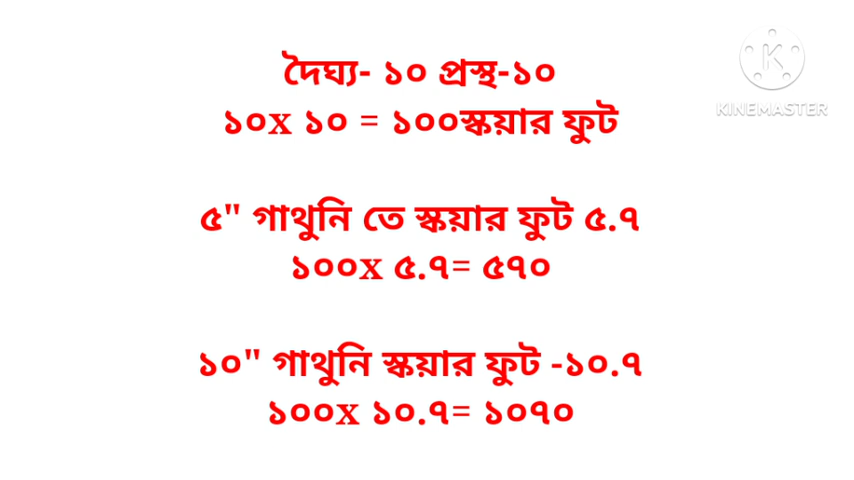 দৈঘ্য- ১০ প্রস্থ-১০
১০x ১০ = ১০০স্কয়ার ফুট
৫" গাথুনি তে স্কয়ার ফুট ৫.৭
১০০x ৫.৭= ৫৭০
১০" গাথুনি স্কয়ার ফুট -১০.৭
১০০x ১০.৭= ১০৭০
K
KINEMASTER